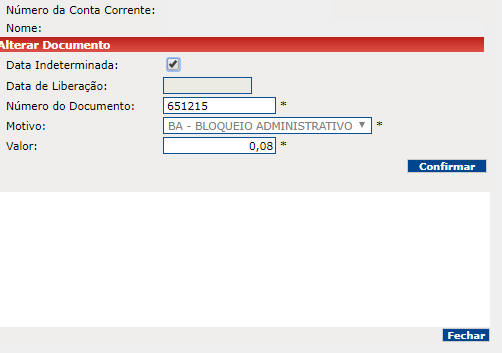 Número da Conta Corrente:
Nome:
Alterar Documento
Data Indeterminada:
Data de Liberação:
Número do Documento: 651215 *
Motivo: BA - BLOQUEIO ADMINISTRATIVO *
Valor: 0,08 *
Confirmar
Fechar